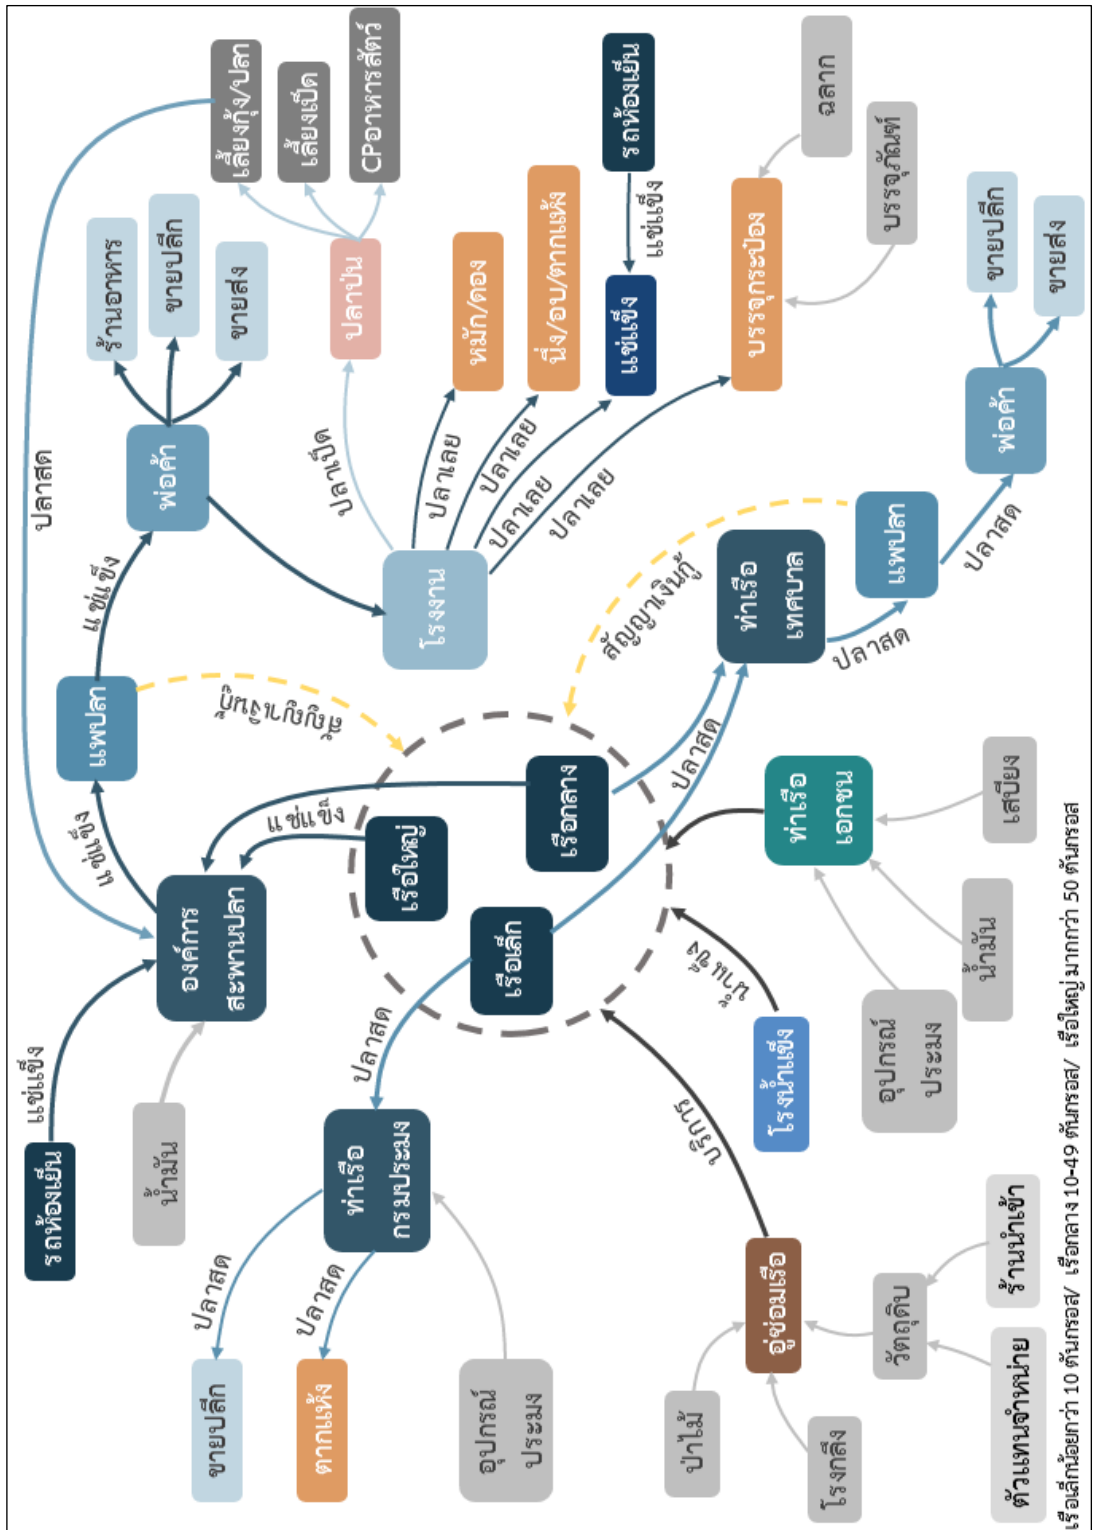 รถห้องเย็น
แช่แข็ง
น้ำมัน
องค์การ
สะพานปลา
แช่แข็ง
แพปลา
แช่แข็ง
พ่อค้า
ร้านอาหาร
ขายปลีก
ขายส่ง
ปลาสด
เลี้ยงกุ้ง/ปลา
เลี้ยงเป็ด
CPอาหารสัตว์
ปลาป่น
ปลาเป็ด
โรงงาน
ปลาเลย
ปลาเลย
ปลาเลย
ปลาเลย
หมัก/ดอง
นึ่ง/อบ/ตากแห้ง
แช่แข็ง
แช่แข็ง
รถห้องเย็น
บรรจุกระป๋อง
ฉลาก
บรรจุภัณฑ์
สัญญาเงินกู้
แช่แข็ง
เรือใหญ่
เรือกลาง
เรือเล็ก
ปลาสด
ขายปลีก
ปลาสด
ตากแห้ง
ปลาสด
ท่าเรือ
กรมประมง
อุปกรณ์
ประมง
ปลาสด
ท่าเรือ
เทศบาล
สัญญาเงินกู้
ปลาสด
แพปลา
ปลาสด
พ่อค้า
ขายปลีก
ขายส่ง
บริการ
น้ำแข็ง
โรงน้ำแข็ง
ท่าเรือ
เอกชน
อุปกรณ์
ประมง
น้ำมัน
เสบียง
อู่ซ่อมเรือ
ป่าไม้
โรงกลึง
วัตถุดิบ
ตัวแทนจำหน่าย
ร้านนำเข้า
เรือเล็กน้อยกว่า 10 ตันกรอส/ เรือกลาง 10-49 ตันกรอส/ เรือใหญ่ มากกว่า 50 ตันกรอส